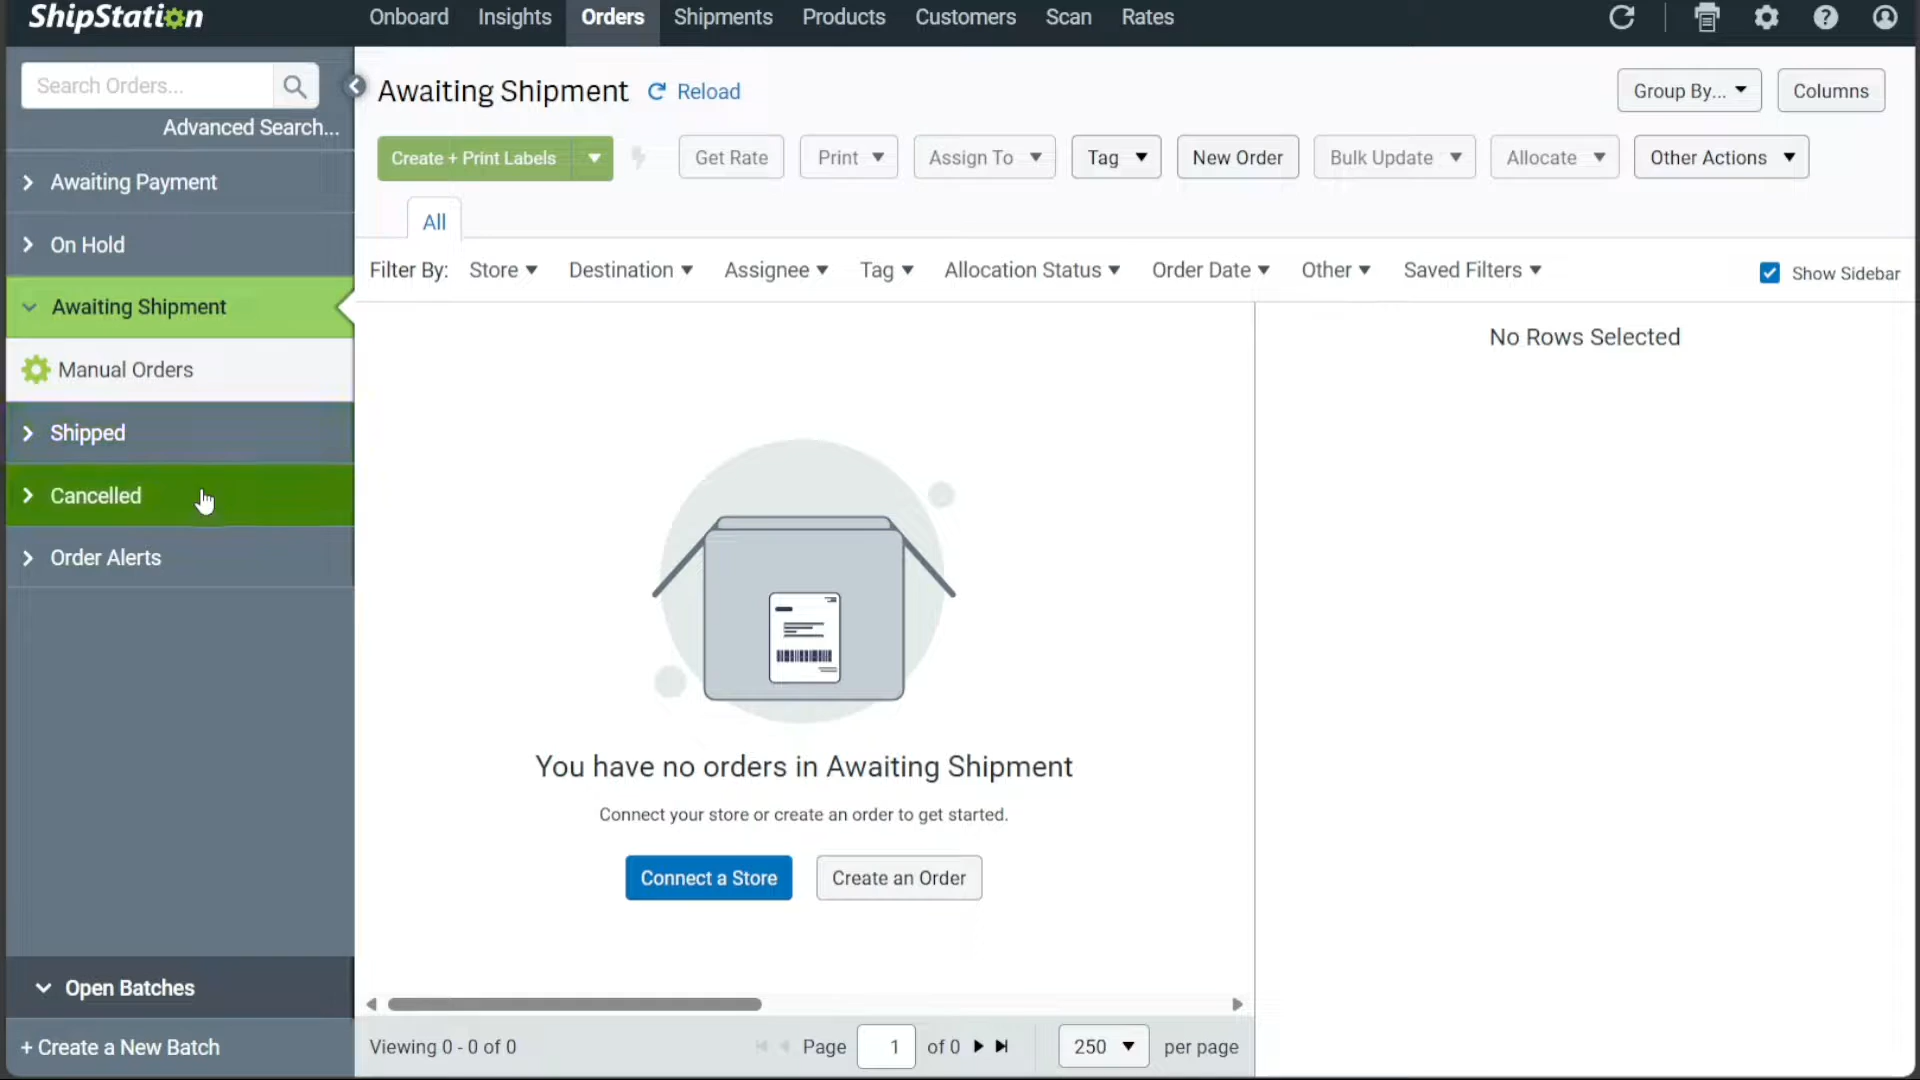 ShipStation
Onboard Insights Orders Shipments Products Customers Scan Rates
Search Orders...
Advanced Search...
Awaiting Payment
On Hold
Awaiting Shipment
Manual Orders
Shipped
Cancelled
Order Alerts
Open Batches
+ Create a New Batch
Awaiting Shipment Reload
Group By... Columns
Create + Print Labels Get Rate Print Assign To Tag New Order Bulk Update Allocate Other Actions
All
Filter By: Store Destination Assignee Tag Allocation Status Order Date Other Saved Filters Show Sidebar
No Rows Selected
You have no orders in Awaiting Shipment
Connect your store or create an order to get started.
Connect a Store Create an Order
Viewing 0 - 0 of 0 Page 1 of 0 250 per page